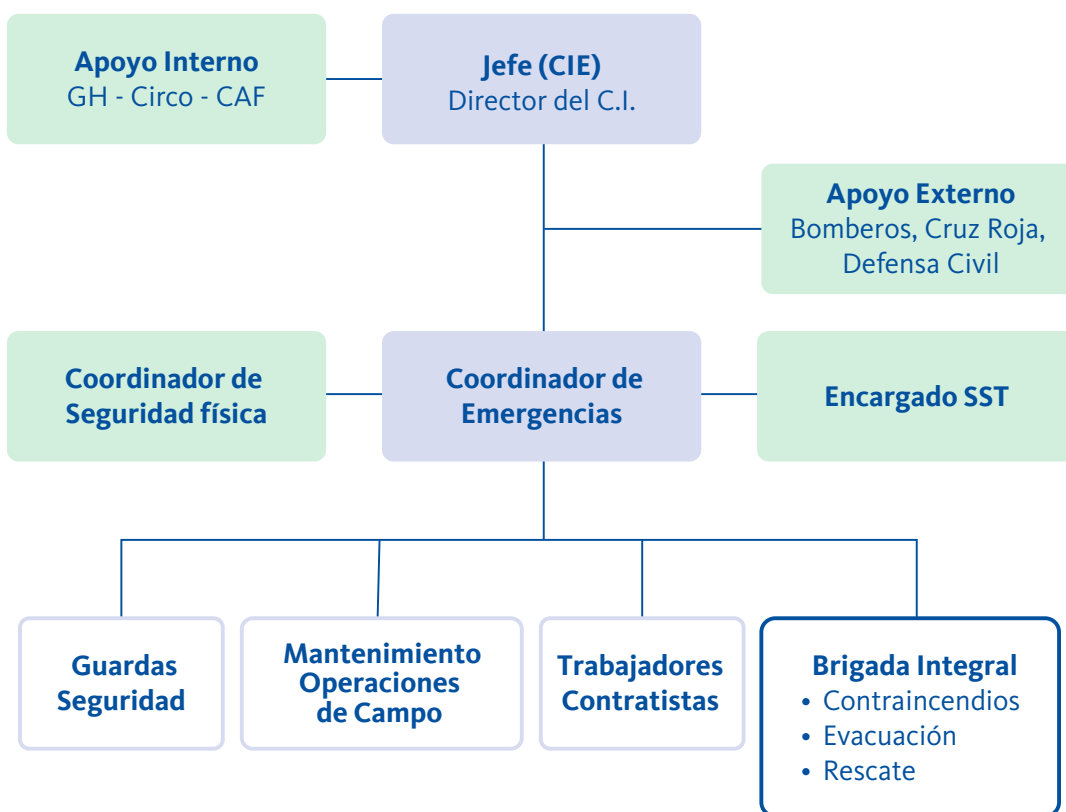 Apoyo Interno
GH - Circo - CAF
Jefe (CIE)
Director del C.I.
Apoyo Externo
Bomberos, Cruz Roja,
Defensa Civil
Coordinador de
Seguridad física
Coordinador de
Emergencias
Encargado SST
Guardas
Seguridad
Mantenimiento
Operaciones
de Campo
Trabajadores
Contratistas
Brigada Integral
• Contraincendios
• Evacuación
• Rescate